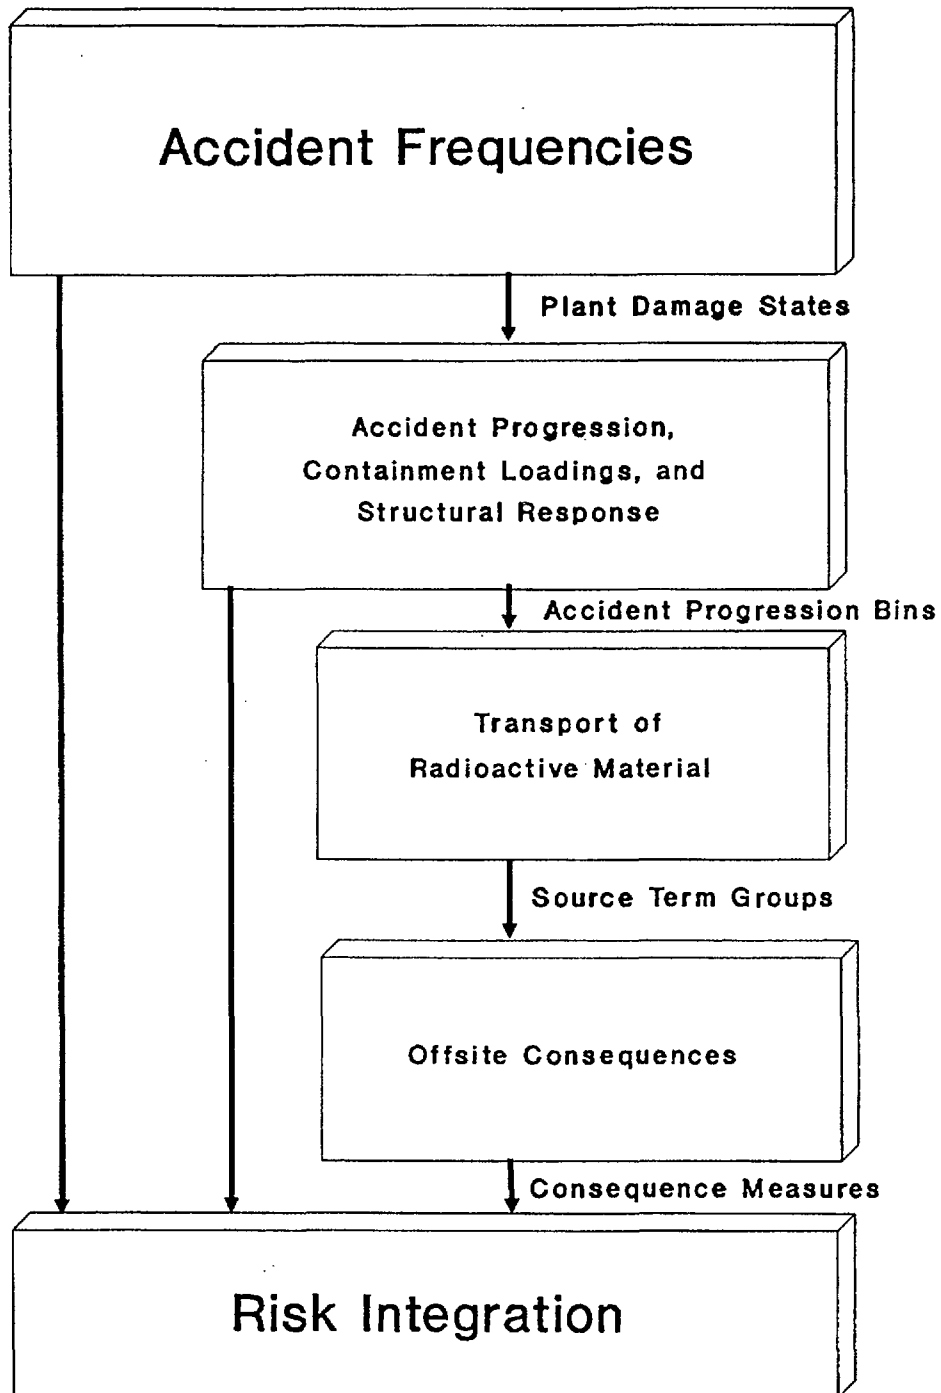 Accident Frequencies
Plant Damage States
Accident Progression,
Containment Loadings, and
Structural Response
Accident Progression Bins
Transport of
Radioactive Material
Source Term Groups
Offsite Consequences
Consequence Measures
Risk Integration